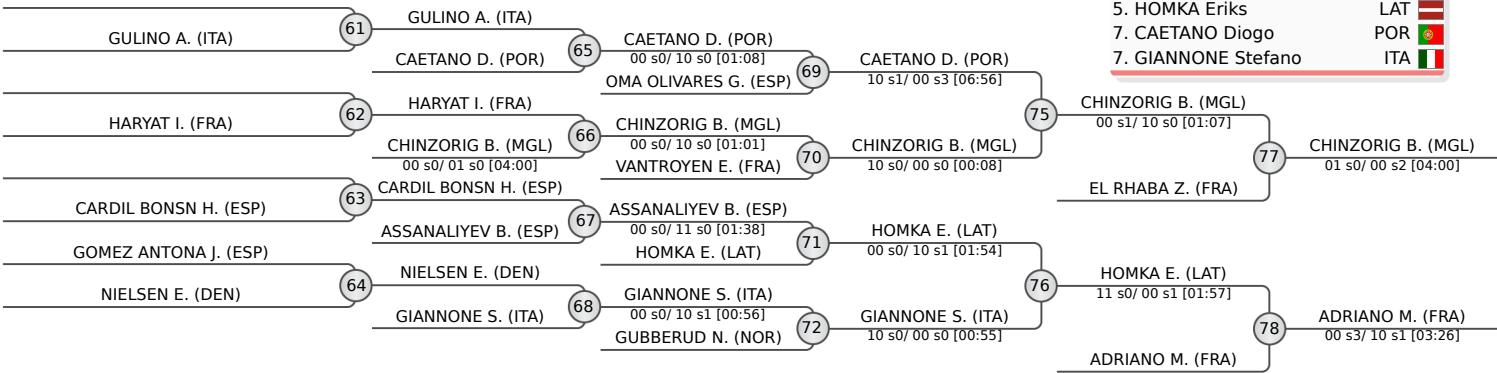 5. HOMKA Eriks LAT
7. CAETANO Diogo POR
7. GIANNONE Stefano ITA
GULINO A. (ITA)
61
GULINO A. (ITA)
CAETANO D. (POR)
65
CAETANO D. (POR)
00 s0/ 10 s0 [01:08]
OMA OLIVARES G. (ESP)
69
CAETANO D. (POR)
10 s1/ 00 s3 [06:56]
HARYAT I. (FRA)
62
HARYAT I. (FRA)
CHINZORIG B. (MGL)
00 s0/ 01 s0 [04:00]
66
CHINZORIG B. (MGL)
00 s0/ 10 s0 [01:01]
VANTROYEN E. (FRA)
70
CHINZORIG B. (MGL)
10 s0/ 00 s0 [00:08]
75
CHINZORIG B. (MGL)
00 s1/ 10 s0 [01:07]
EL RHABA Z. (FRA)
77
CHINZORIG B. (MGL)
01 s0/ 00 s2 [04:00]
CARDIL BONSN H. (ESP)
63
CARDIL BONSN H. (ESP)
ASSANALIYEV B. (ESP)
67
ASSANALIYEV B. (ESP)
00 s0/ 11 s0 [01:38]
HOMKA E. (LAT)
71
HOMKA E. (LAT)
00 s0/ 10 s1 [01:54]
GOMEZ ANTONA J. (ESP)
NIELSEN E. (DEN)
64
NIELSEN E. (DEN)
GIANNONE S. (ITA)
68
GIANNONE S. (ITA)
00 s0/ 10 s1 [00:56]
GUBBERUD N. (NOR)
72
GIANNONE S. (ITA)
10 s0/ 00 s0 [00:55]
76
HOMKA E. (LAT)
11 s0/ 00 s1 [01:57]
ADRIANO M. (FRA)
78
ADRIANO M. (FRA)
00 s3/ 10 s1 [03:26]